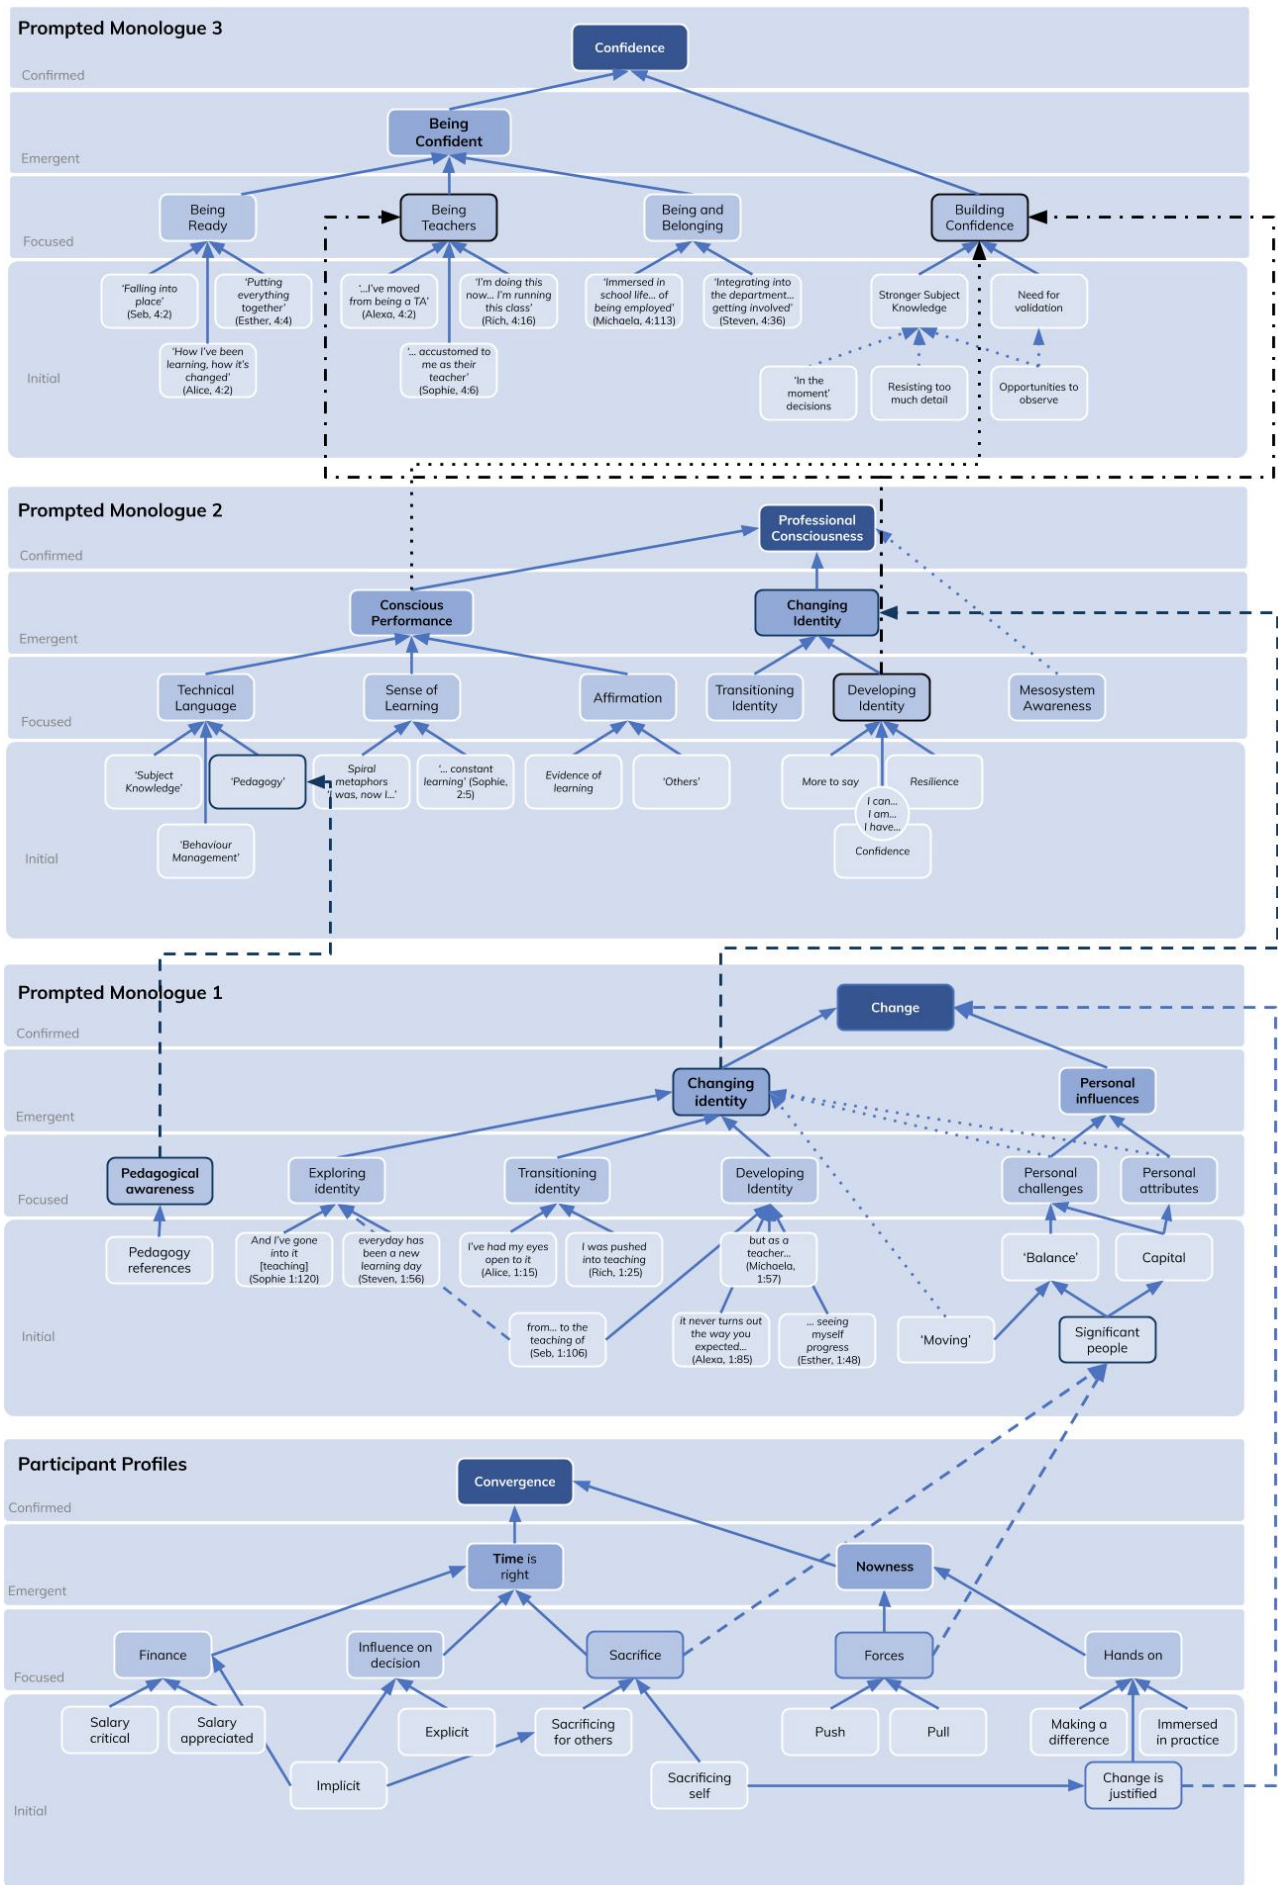 Prompted Monologue 3
Confidence
Confirmed
Being
Confident
Emergent
Being
Ready
Being
Teachers
Being and
Belonging
Building
Confidence
Focused
'Falling into
place'
(Seb, 4:2)
'Putting
everything
together'
(Esther, 4:4)
'...I've moved
from being a TA'
(Alexa, 4:2)
'I'm doing this
now... I'm running
this class'
(Rich, 4:16)
'Immersed in
school life... of
being employed'
(Michaela, 4:113)
'Integrating into
the department...
getting involved'
(Steven, 4:36)
Stronger Subject
Knowledge
Need for
validation
'How I've been
learning, how it's
changed'
(Alice, 4:2)
'... accustomed to
me as their
teacher'
(Sophie, 4:6)
Initial
'In the
moment'
decisions
Resisting too
much detail
Opportunities to
observe
Prompted Monologue 2
Professional
Consciousness
Confirmed
Conscious
Performance
Changing
Identity
Emergent
Technical
Language
Sense of
Learning
Affirmation
Transitioning
Identity
Developing
Identity
Mesosystem
Awareness
Focused
'Subject
Knowledge'
'Pedagogy'
Spiral
metaphors
'I was, now I...'
'... constant
learning' (Sophie,
2:5)
Evidence of
learning
'Others'
More to say
Resilience
I can...
I am...
I have...
'Behaviour
Management'
Confidence
Initial
Prompted Monologue 1
Change
Confirmed
Changing
identity
Personal
influences
Emergent
Pedagogical
awareness
Exploring
identity
Transitioning
identity
Developing
Identity
Personal
challenges
Personal
attributes
Focused
Pedagogy
references
And I've gone
into it
[teaching]
(Sophie 1:120)
everyday has
been a new
learning day
(Steven, 1:56)
I've had my eyes
open to it
(Alice, 1:15)
I was pushed
into teaching
(Rich, 1:25)
but as a
teacher...
(Michaela,
1:57)
'Balance'
Capital
Initial
from... to the
teaching of
(Seb, 1:106)
it never turns out
the way you
expected...
(Alexa, 1:85)
... seeing
myself
progress
(Esther, 1:48)
'Moving'
Significant
people
Participant Profiles
Convergence
Confirmed
Time is
right
Nowness
Emergent
Finance
Influence on
decision
Sacrifice
Forces
Hands on
Focused
Salary
critical
Salary
appreciated
Explicit
Sacrificing
for others
Push
Pull
Making a
difference
Immersed
in practice
Implicit
Sacrificing
self
Change is
justified
Initial